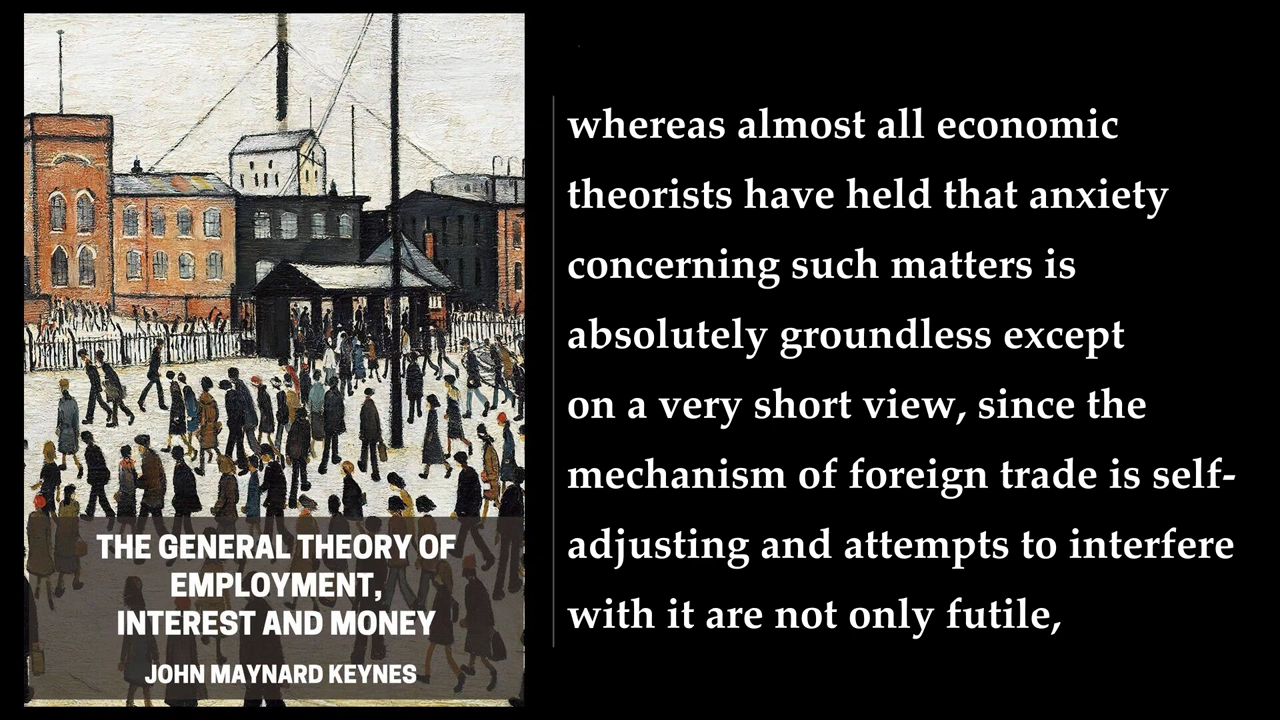 THE GENERAL THEORY OF
EMPLOYMENT,
INTEREST AND MONEY
JOHN MAYNARD KEYNES
whereas almost all economic
theorists have held that anxiety
concerning such matters is
absolutely groundless except
on a very short view, since the
mechanism of foreign trade is self-
adjusting and attempts to interfere
with it are not only futile,